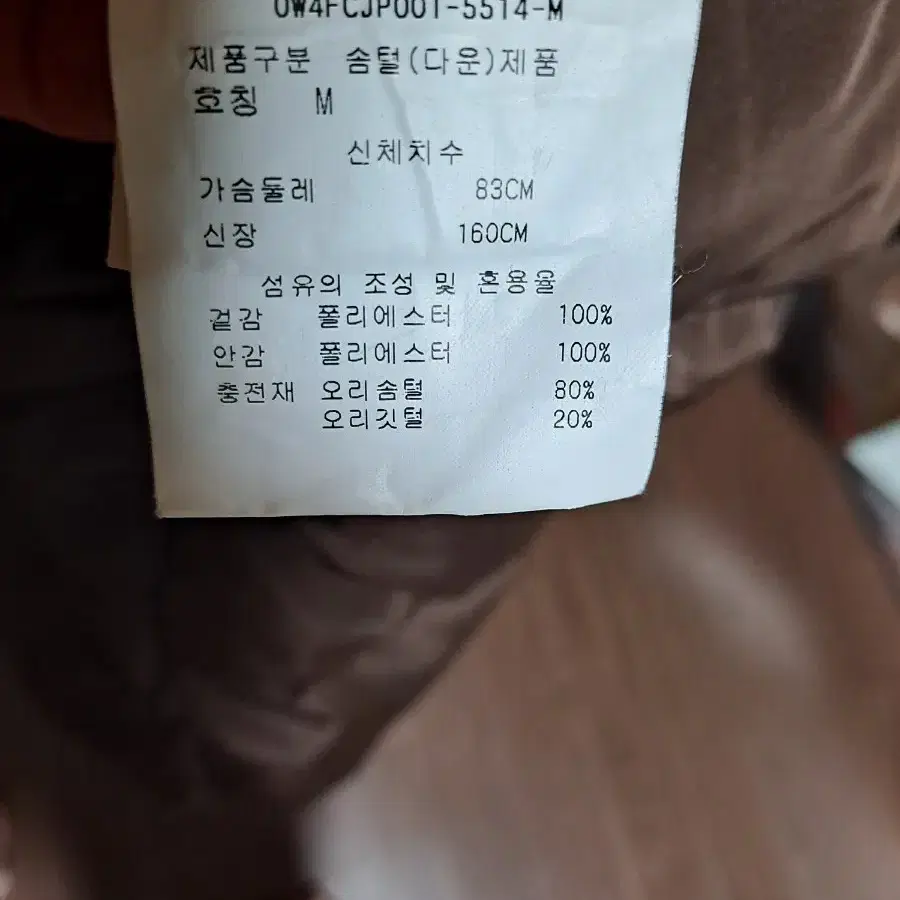 OW4FCJP001-5514-M
제품구분 솜털(다운)제품
호칭 M
신체치수
가슴둘레 83CM
신장 160CM
섬유의 조성 및 혼용율
겉감 폴리에스터 100%
안감 폴리에스터 100%
충전재 오리솜털 80%
오리깃털 20%